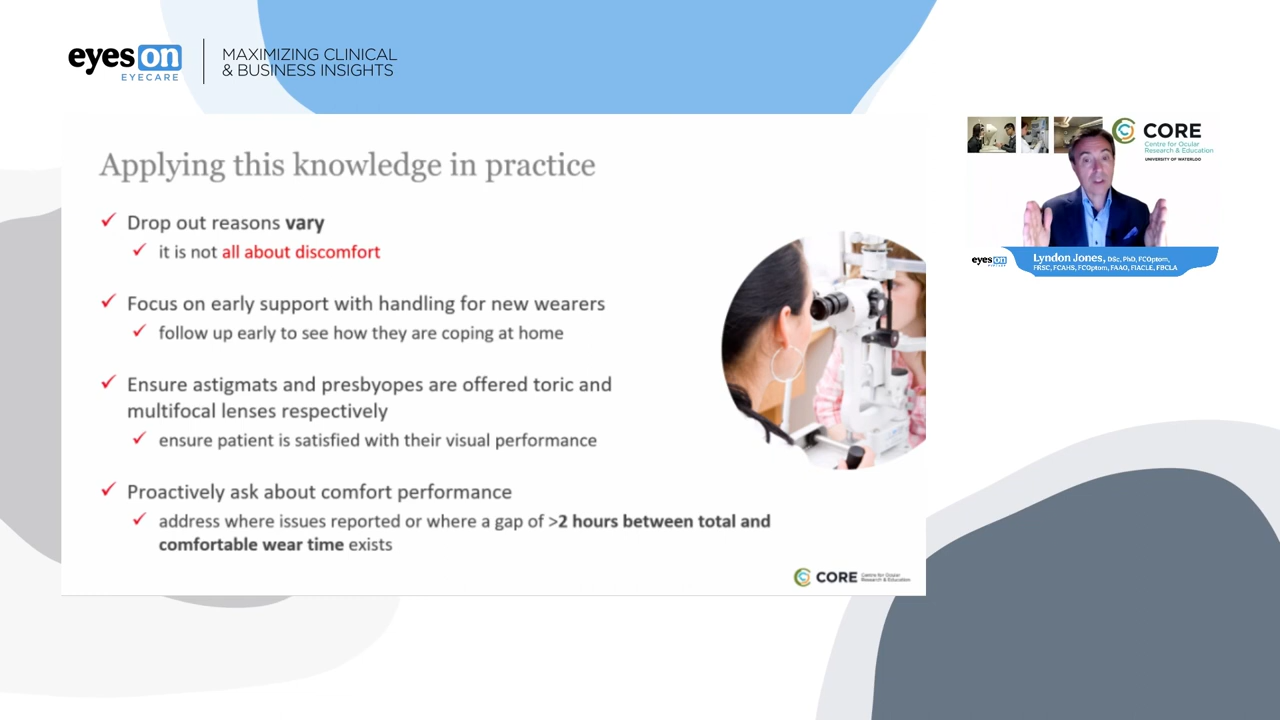 eyes on
EYECARE
MAXIMIZING CLINICAL
& BUSINESS INSIGHTS
Applying this knowledge in practice
Drop out reasons vary
it is not all about discomfort
Focus on early support with handling for new wearers
follow up early to see how they are coping at home
Ensure astigmats and presbyopes are offered toric and
multifocal lenses respectively
ensure patient is satisfied with their visual performance
Proactively ask about comfort performance
address where issues reported or where a gap of >2 hours between total and
comfortable wear time exists
CORE
Centre for Ocular
Research & Education
CORE
Centre for Ocular
Research & Education
UNIVERSITY OF WATERLOO
eyes on
EYECARE
Lyndon Jones, DSc, PhD, FCOptom,
FRSC, FCAHS, FCOptom, FAAO, FIACLE, FBCLA